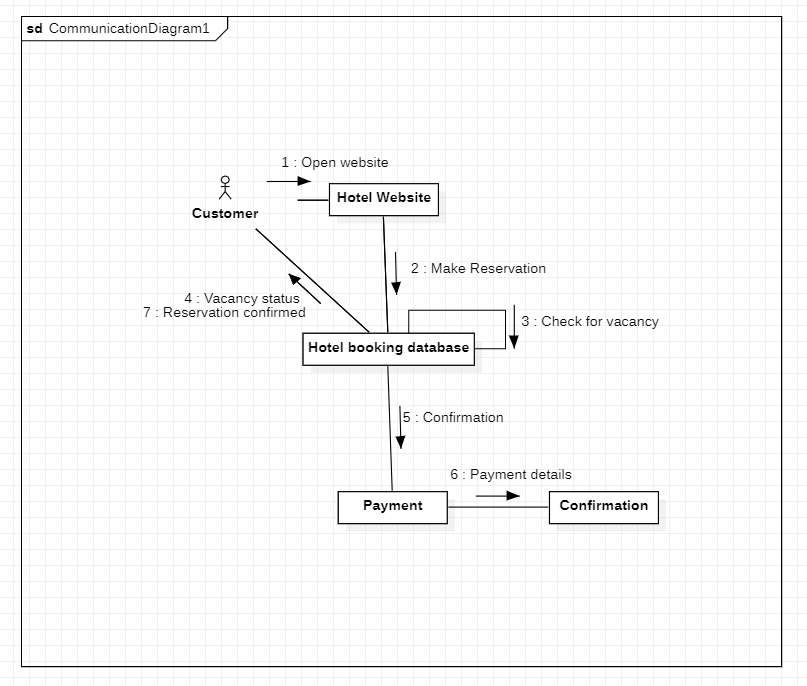 sd CommunicationDiagram1
1 : Open website
Hotel Website
Customer
2 : Make Reservation
4 : Vacancy status
7 : Reservation confirmed
3 : Check for vacancy
Hotel booking database
5 : Confirmation
6 : Payment details
Payment
Confirmation